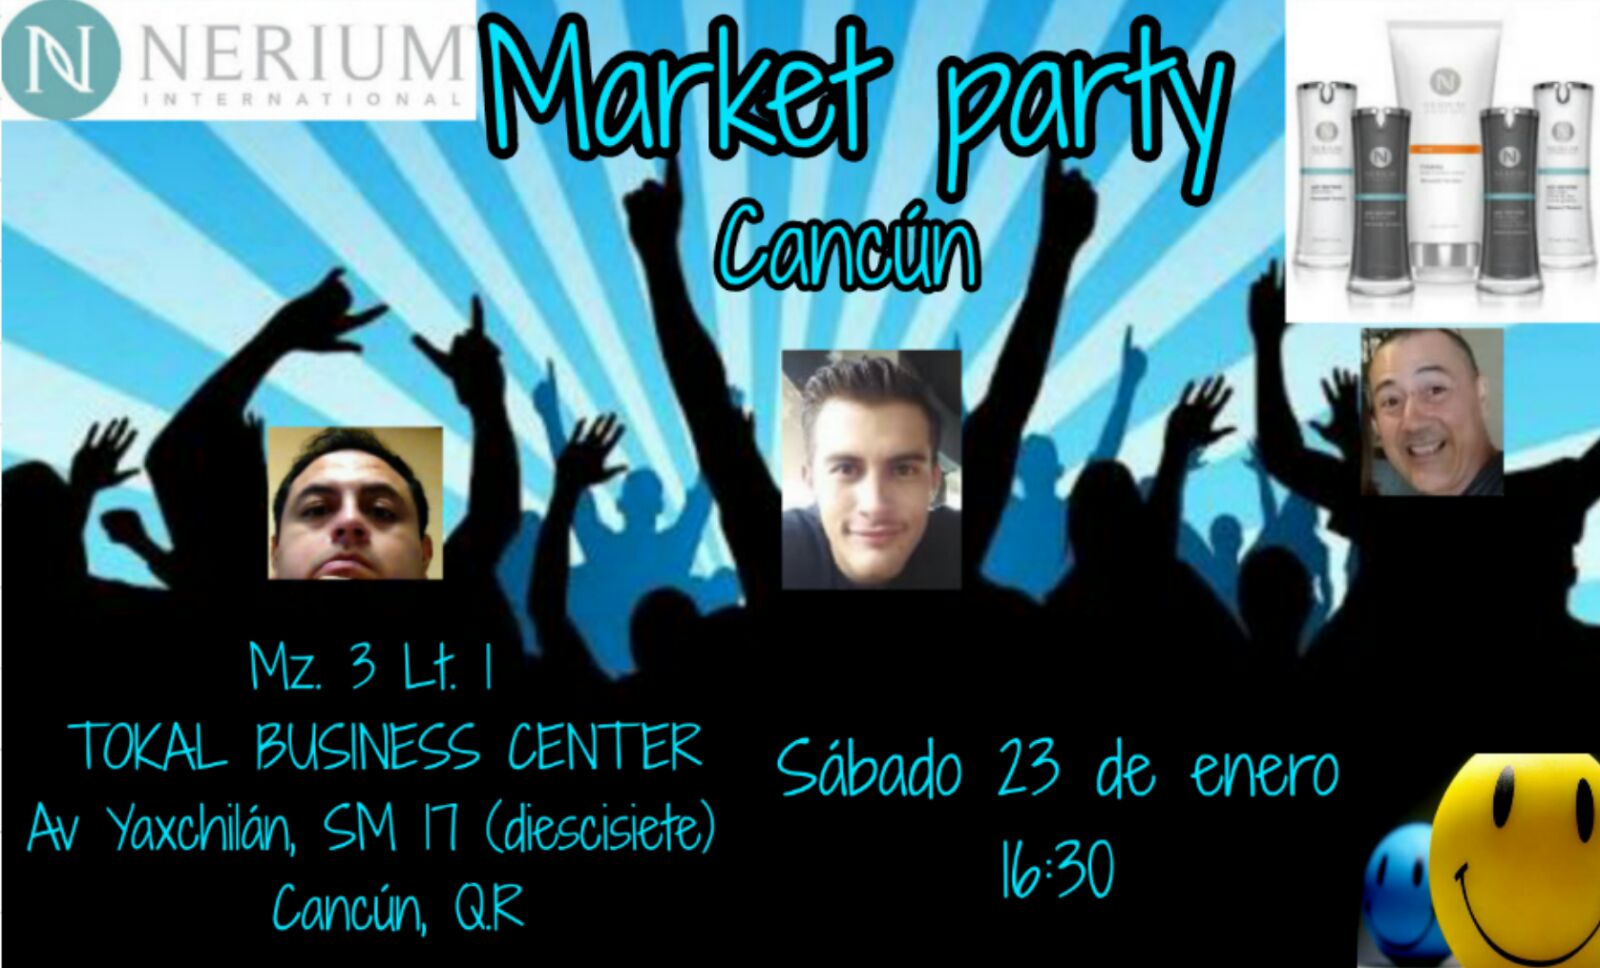 NERIUM
INTERNATIONAL
Market party
Cancún
NERIUM
Mz. 3 Lt. 1
TOKAL BUSINESS CENTER
Av Yaxchilán, SM 17 (diescisiete)
Cancún, Q.R
Sábado 23 de enero
16:30